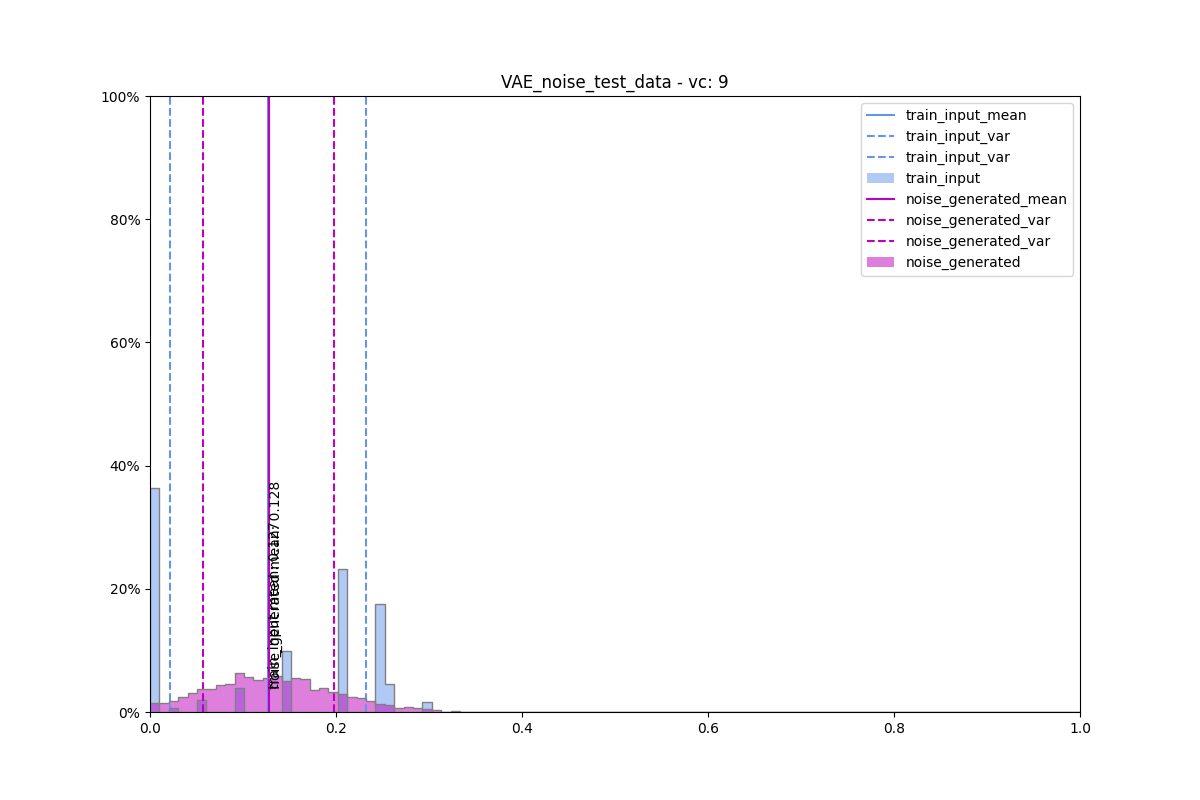 VAE_noise_test_data - vc: 9
100%
80%
60%
40%
20%
0%
0.0
0.2
0.4
0.6
0.8
1.0
train_input_mean
train_input_var
train_input_var
train_input
noise_generated_mean
noise_generated_var
noise_generated_var
noise_generated